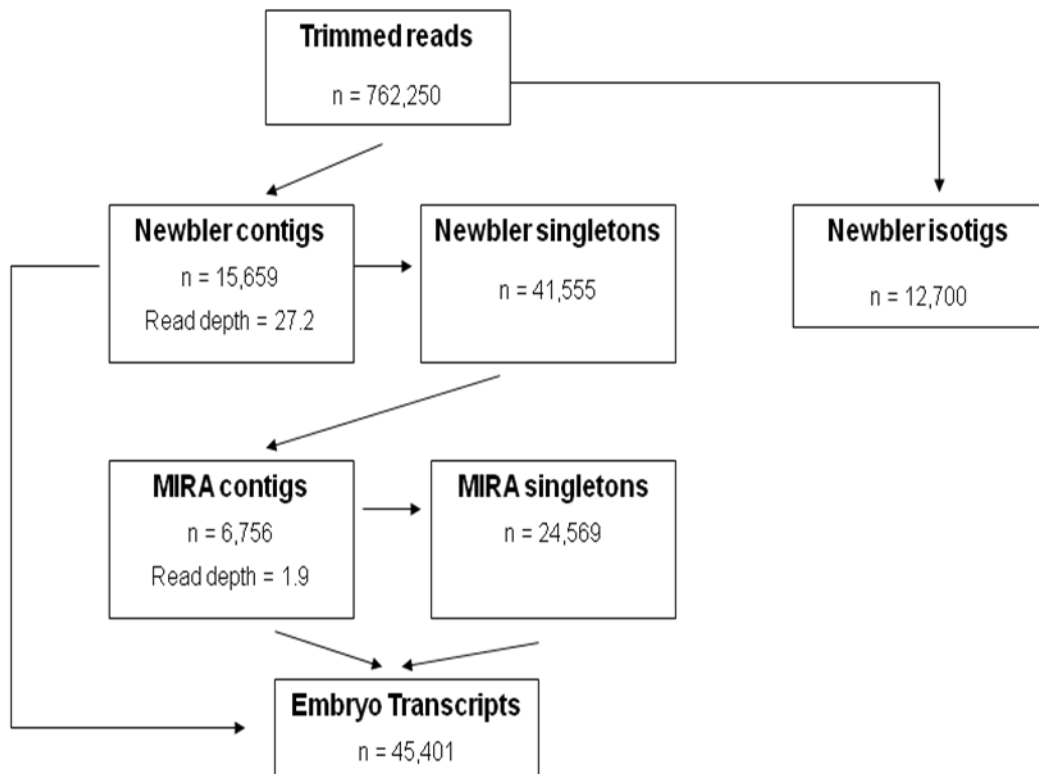 Trimmed reads
n = 762,250
Newbler contigs
n = 15,659
Read depth = 27.2
Newbler singletons
n = 41,555
Newbler isotigs
n = 12,700
MIRA contigs
n = 6,756
Read depth = 1.9
MIRA singletons
n = 24,569
Embryo Transcripts
n = 45,401